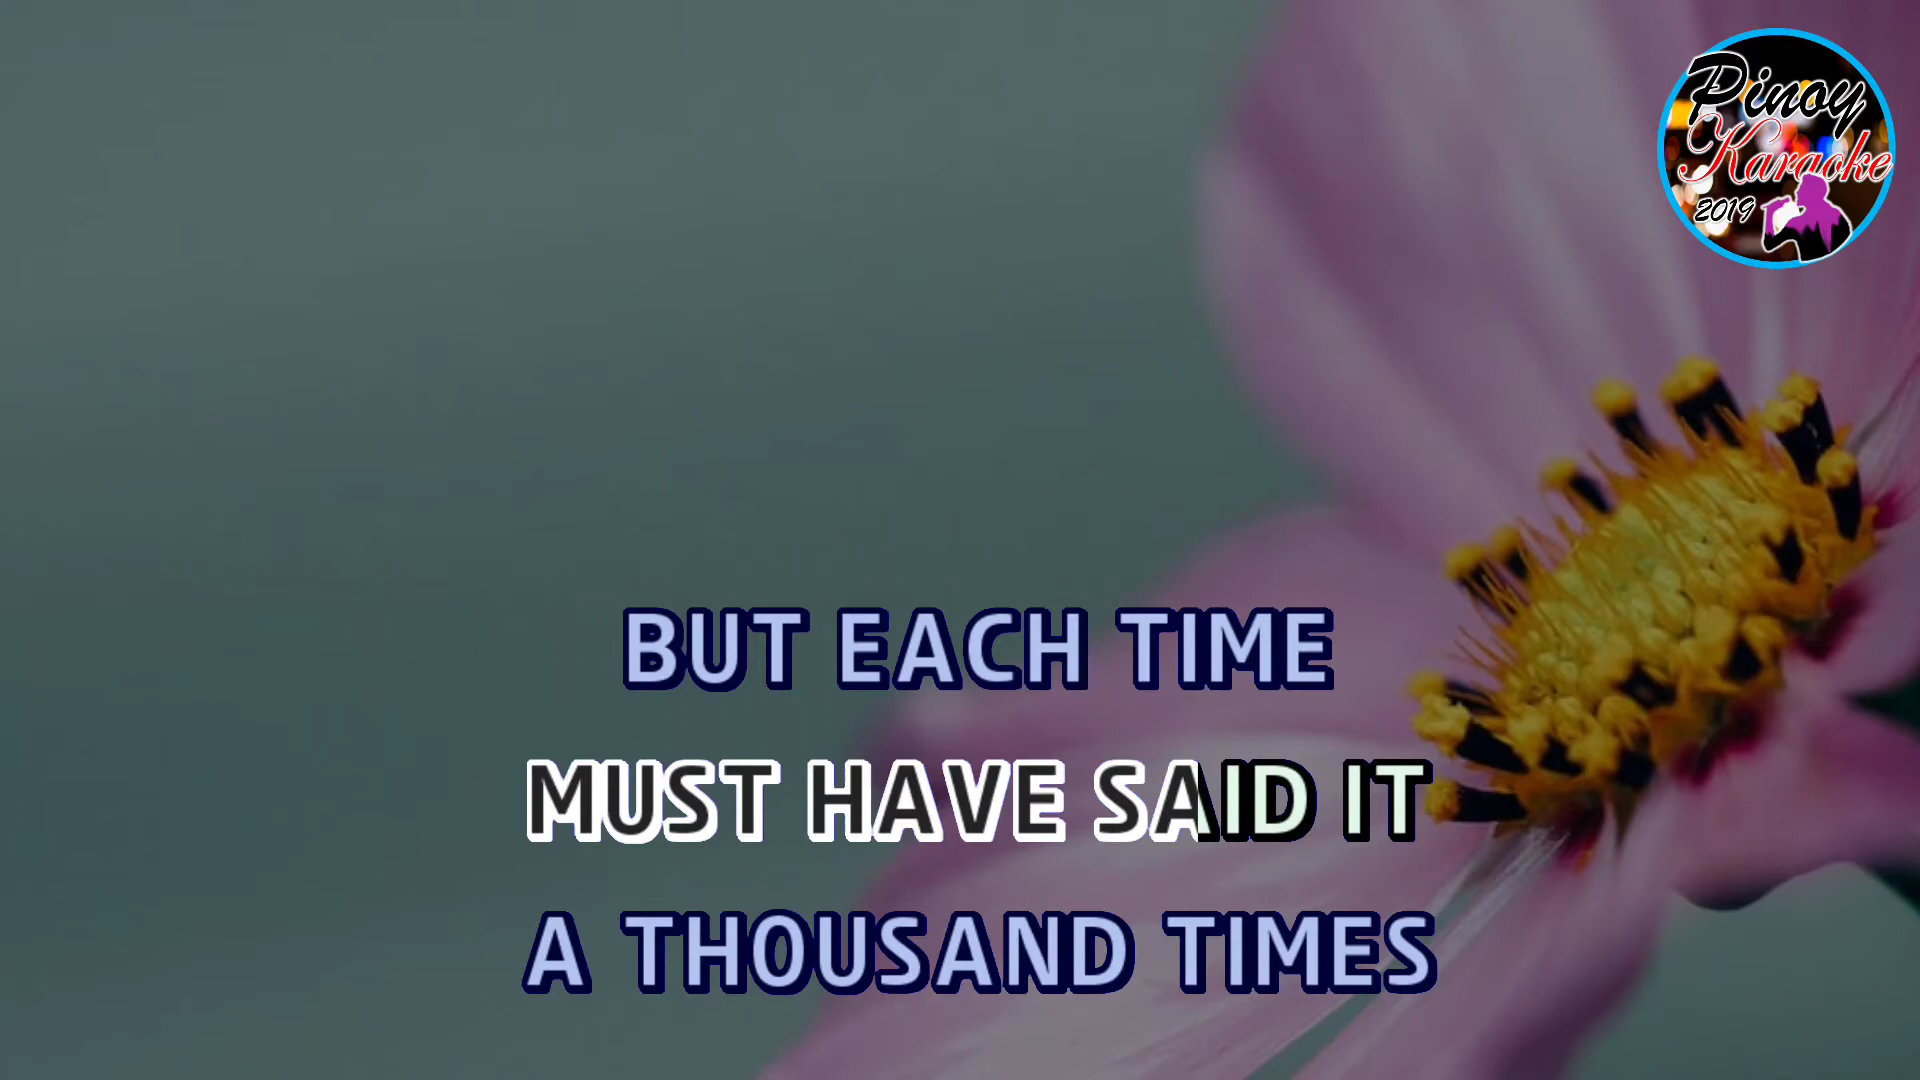 Pinoy
Karaoke
2019
BUT EACH TIME
MUST HAVE SAID IT
A THOUSAND TIMES